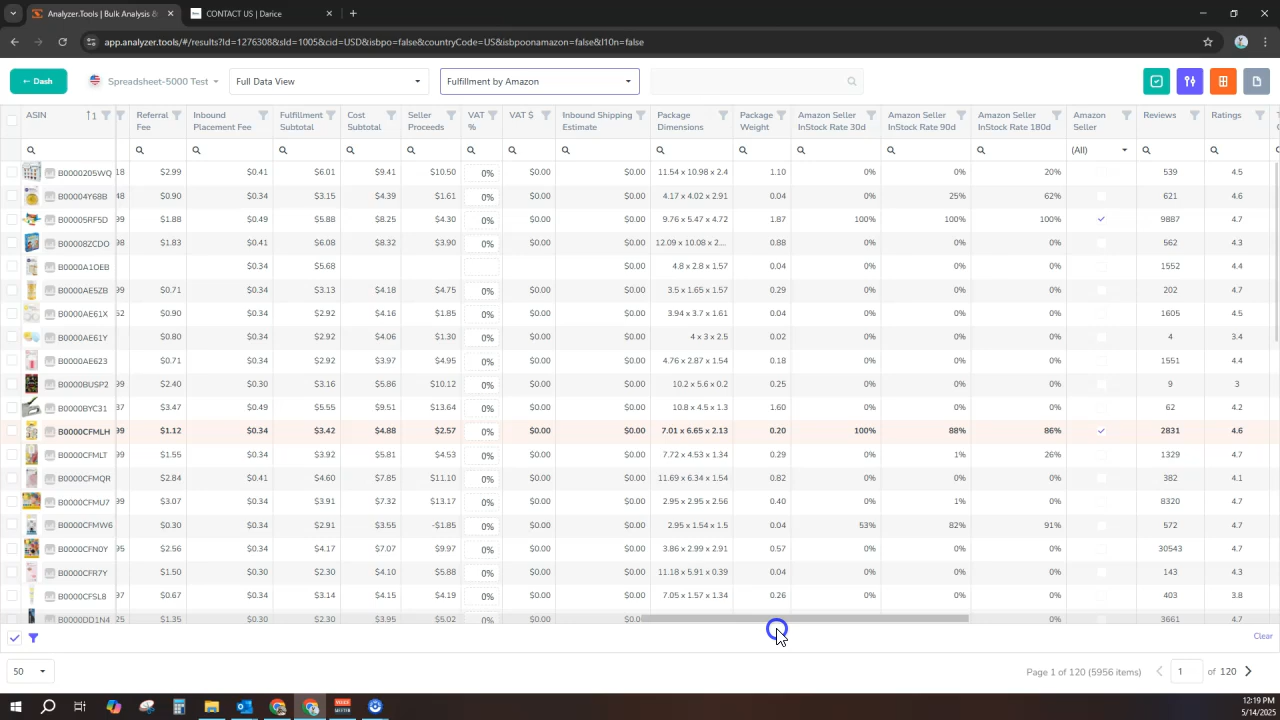 Analyzer.Tools | Bulk Analysis &
CONTACT US | Darice
app.analyzer.tools/#/results?Id=1276308&sId=1005&cid=USD&isbpo=false&countryCode=US&isbpoonamazon=false&l10n=false
← Dash
Spreadsheet-5000 Test
Full Data View
Fulfillment by Amazon
ASIN Referral Fee Inbound Placement Fee Fulfillment Subtotal Cost Subtotal Seller Proceeds VAT % VAT $ Inbound Shipping Estimate Package Dimensions Package Weight Amazon Seller InStock Rate 30d Amazon Seller InStock Rate 90d Amazon Seller InStock Rate 180d Amazon Seller Reviews Ratings
(All)
B0000205WQ 18 $2.99 $0.41 $6.01 $9.41 $10.50 0% $0.00 $0.00 11.54 x 10.98 x 2.4 1.10 0% 0% 20% 539 4.5
B00004Y68B 48 $0.90 $0.34 $3.15 $4.39 $1.61 0% $0.00 $0.00 4.17 x 4.02 x 2.91 0.04 0% 25% 62% 621 4.6
B00005RF5D 99 $1.88 $0.49 $5.88 $8.25 $4.30 0% $0.00 $0.00 9.76 x 5.47 x 4.72 1.87 100% 100% 100% 9887 4.7
B00008ZCDO 98 $1.83 $0.41 $6.08 $8.32 $3.90 0% $0.00 $0.00 12.09 x 10.08 x 2.... 0.88 0% 0% 0% 562 4.3
B0000A1OEB $0.34 $5.68 $0.00 4.8 x 2.8 x 1.57 0.04 0% 0% 0% 1552 4.4
B0000AE5ZB 99 $0.71 $0.34 $3.13 $4.18 $4.75 0% $0.00 $0.00 3.5 x 1.65 x 1.57 0.29 0% 0% 0% 202 4.7
B0000AE61X 52 $0.90 $0.34 $2.92 $4.16 $1.85 0% $0.00 $0.00 3.94 x 3.7 x 1.61 0.04 0% 0% 0% 1605 4.5
B0000AE61Y $0.80 $0.34 $2.92 $4.06 $1.30 0% $0.00 $0.00 4 x 3 x 2.5 0.02 0% 0% 0% 4 3.4
B0000AE623 $0.71 $0.34 $2.92 $3.97 $4.95 0% $0.00 $0.00 4.76 x 2.87 x 1.54 0.18 0% 0% 0% 1551 4.4
B0000BUSP2 99 $2.40 $0.30 $3.16 $5.86 $10.12 0% $0.00 $0.00 10.2 x 5.6 x 0.2 0.25 0% 0% 0% 9 3
B0000BYC31 37 $3.47 $0.49 $5.55 $9.51 $13.64 0% $0.00 $0.00 10.8 x 4.5 x 1.3 1.60 0% 0% 0% 62 4.2
B0000CFMLH 99 $1.12 $0.34 $3.42 $4.88 $2.57 0% $0.00 $0.00 7.01 x 6.65 x 2.13 0.20 100% 88% 86% 2831 4.6
B0000CFMLT $1.55 $0.34 $3.92 $5.81 $4.53 0% $0.00 $0.00 7.72 x 4.53 x 1.34 0.29 0% 1% 26% 1329 4.7
B0000CFMQR $2.84 $0.41 $4.60 $7.85 $11.10 0% $0.00 $0.00 11.69 x 6.34 x 1.54 0.82 0% 0% 0% 382 4.1
B0000CFMU7 99 $3.07 $0.34 $3.91 $7.32 $13.17 0% $0.00 $0.00 2.95 x 2.95 x 2.56 0.40 0% 1% 0% 8320 4.7
B0000CFMW6 $0.30 $0.34 $2.91 $3.55 -$1.85 0% $0.00 $0.00 2.95 x 1.54 x 1.5 0.04 53% 82% 91% 572 4.7
B0000CFN0Y 95 $2.56 $0.34 $4.17 $7.07 $9.97 0% $0.00 $0.00 3.86 x 2.99 x 2.91 0.57 0% 0% 0% 30543 4.7
B0000CFR7Y $1.50 $0.30 $2.30 $4.10 $5.88 0% $0.00 $0.00 11.18 x 5.91 x 0.39 0.04 0% 0% 0% 143 4.3
B0000CFSL8 97 $0.67 $0.34 $3.14 $4.15 $4.19 0% $0.00 $0.00 7.05 x 1.57 x 1.34 0.26 0% 0% 0% 403 3.8
B0000DD1N4 25 $1.35 $0.30 $2.30 $3.95 $5.02 0% $0.00 0% 3661 4.7
Clear
50
Page 1 of 120 (5956 items) 1 of 120
12:19 PM
5/14/2025